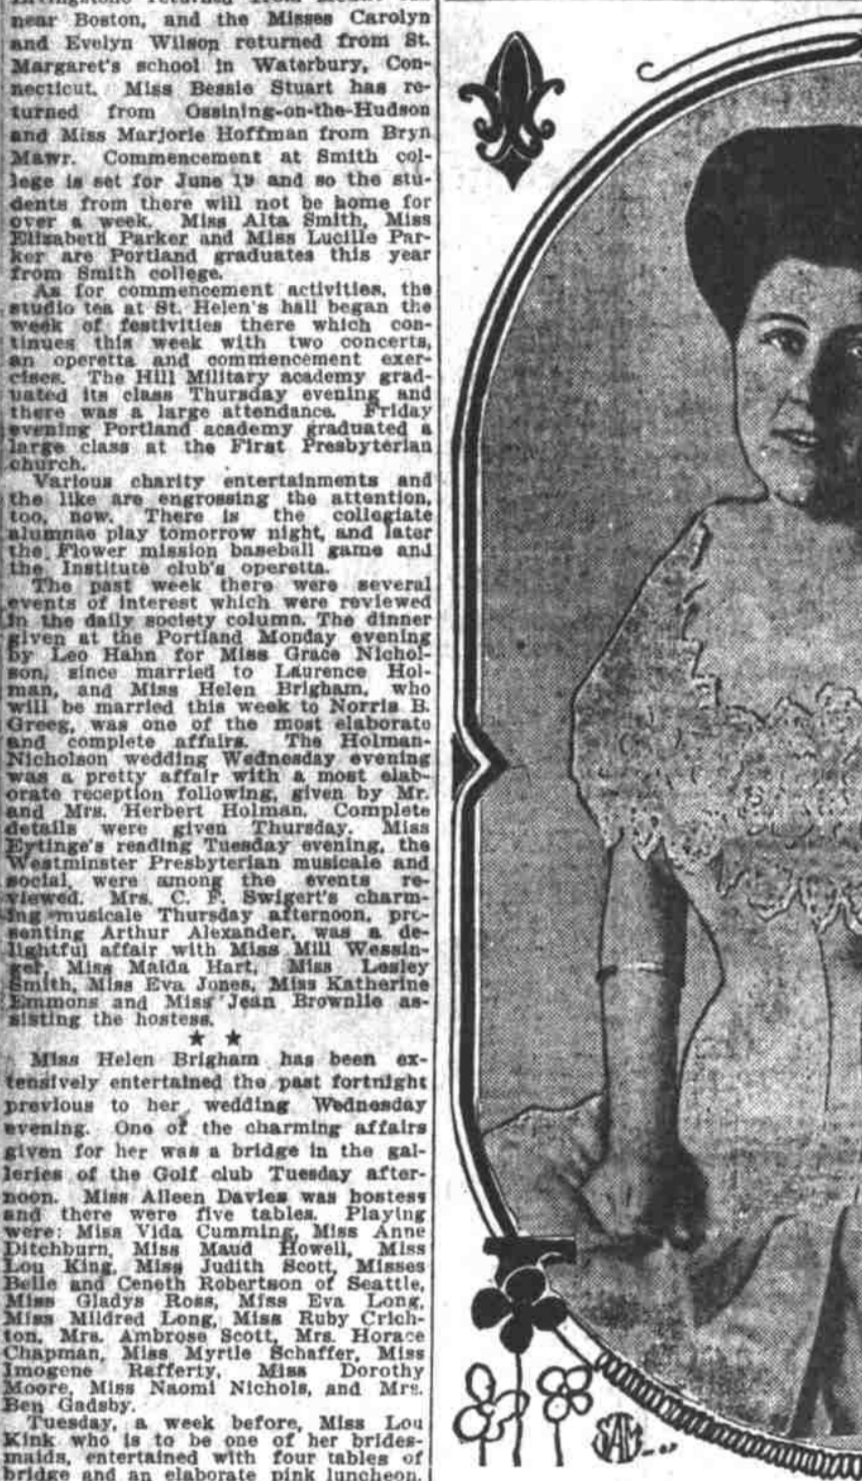 near Boston, and the Misses Carolyn
and Evelyn Wilson returned from St.
Margaret's school in Waterbury, Con-
necticut. Miss Bessie Stuart has re-
turned from Ossining-on-the-Hudson
and Miss Marjorie Hoffman from Bryn
Mawr. Commencement at Smith col-
lege is set for June 19 and so the stu-
dents from there will not be home for
over a week. Miss Alta Smith, Miss
Elizabeth Parker and Miss Lucille Par-
ker are Portland graduates this year
from Smith college.
As for commencement activities, the
studio tea at St. Helen's hall began the
week of festivities there which con-
tinues this week with two concerts,
an operetta and commencement exer-
cises. The Hill Military academy grad-
uated its class Thursday evening and
there was a large attendance. Friday
evening Portland academy graduated a
large class at the First Presbyterian
church.
Various charity entertainments and
the like are engrossing the attention,
too, now. There is the collegiate
alumnae play tomorrow night, and later
the Flower mission baseball game and
the Institute club's operetta.
The past week there were several
events of interest which were reviewed
in the daily society column. The dinner
given at the Portland Monday evening
by Leo Hahn for Miss Grace Nichol-
son, since married to Laurence Hol-
man, and Miss Helen Brigham, who
will be married this week to Norris B.
Greeg, was one of the most elaborate
and complete affairs. The Holman-
Nicholson wedding Wednesday evening
was a pretty affair with a most elab-
orate reception following, given by Mr.
and Mrs. Herbert Holman. Complete
details were given Thursday. Miss
Eytinge's reading Tuesday evening, the
Westminster Presbyterian musicale and
social, were among the events re-
viewed. Mrs. C. F. Swigert's charm-
ing musicale Thursday afternoon, pre-
senting Arthur Alexander, was a de-
lightful affair with Miss Mill Wessin-
ger, Miss Maida Hart, Miss Lesley
Smith, Miss Eva Jones, Miss Katherine
Emmons and Miss Jean Brownlie as-
sisting the hostess.
★ ★
Miss Helen Brigham has been ex-
tensively entertained the past fortnight
previous to her wedding Wednesday
evening. One of the charming affairs
given for her was a bridge in the gal-
leries of the Golf club Tuesday after-
noon. Miss Aileen Davies was hostess
and there were five tables. Playing
were: Miss Vida Cumming, Miss Anne
Ditchburn, Miss Maud Howell, Miss
Lou King, Miss Judith Scott, Misses
Belle and Ceneth Robertson of Seattle,
Miss Gladys Ross, Miss Eva Long,
Miss Mildred Long, Miss Ruby Crich-
ton, Mrs. Ambrose Scott, Mrs. Horace
Chapman, Miss Myrtle Schaffer, Miss
Imogene Rafferty, Miss Dorothy
Moore, Miss Naomi Nichols, and Mrs.
Ben Gadsby.
Tuesday, a week before, Miss Lou
Kink who is to be one of her brides-
maids, entertained with four tables of
bridge and an elaborate pink luncheon.
SAM